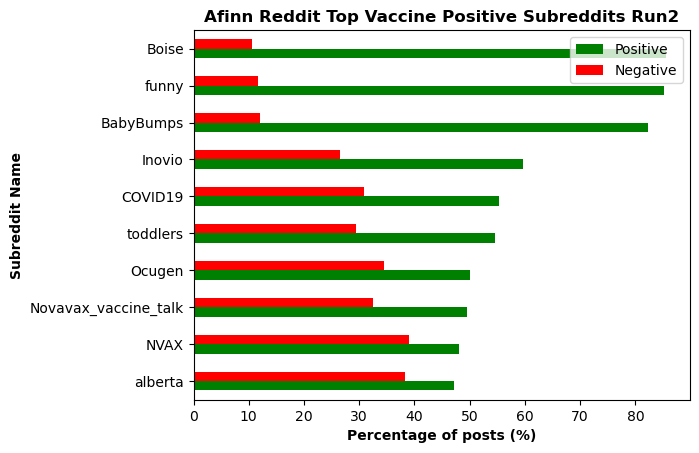 Afinn Reddit Top Vaccine Positive Subreddits Run2
Positive
Negative
Subreddit Name
Boise
funny
BabyBumps
Inovio
COVID19
toddlers
Ocugen
Novavax_vaccine_talk
NVAX
alberta
0 10 20 30 40 50 60 70 80
Percentage of posts (%)